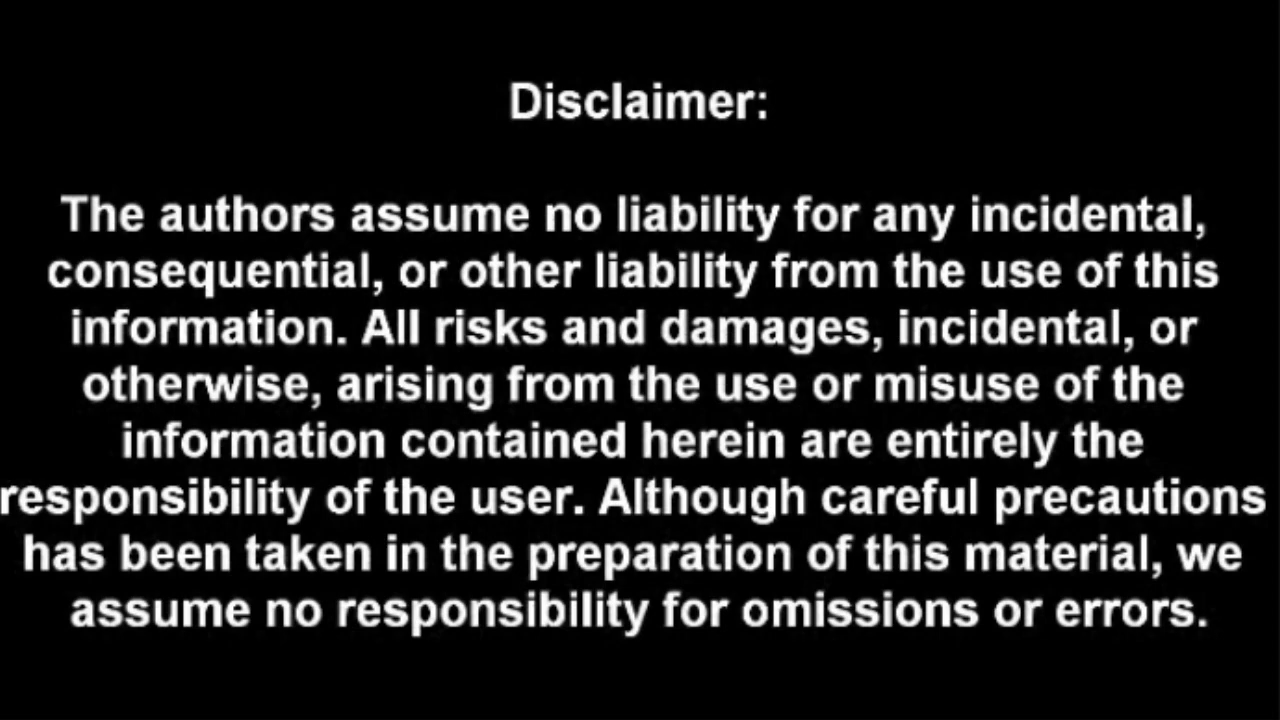 Disclaimer:
The authors assume no liability for any incidental,
consequential, or other liability from the use of this
information. All risks and damages, incidental, or
otherwise, arising from the use or misuse of the
information contained herein are entirely the
responsibility of the user. Although careful precautions
has been taken in the preparation of this material, we
assume no responsibility for omissions or errors.